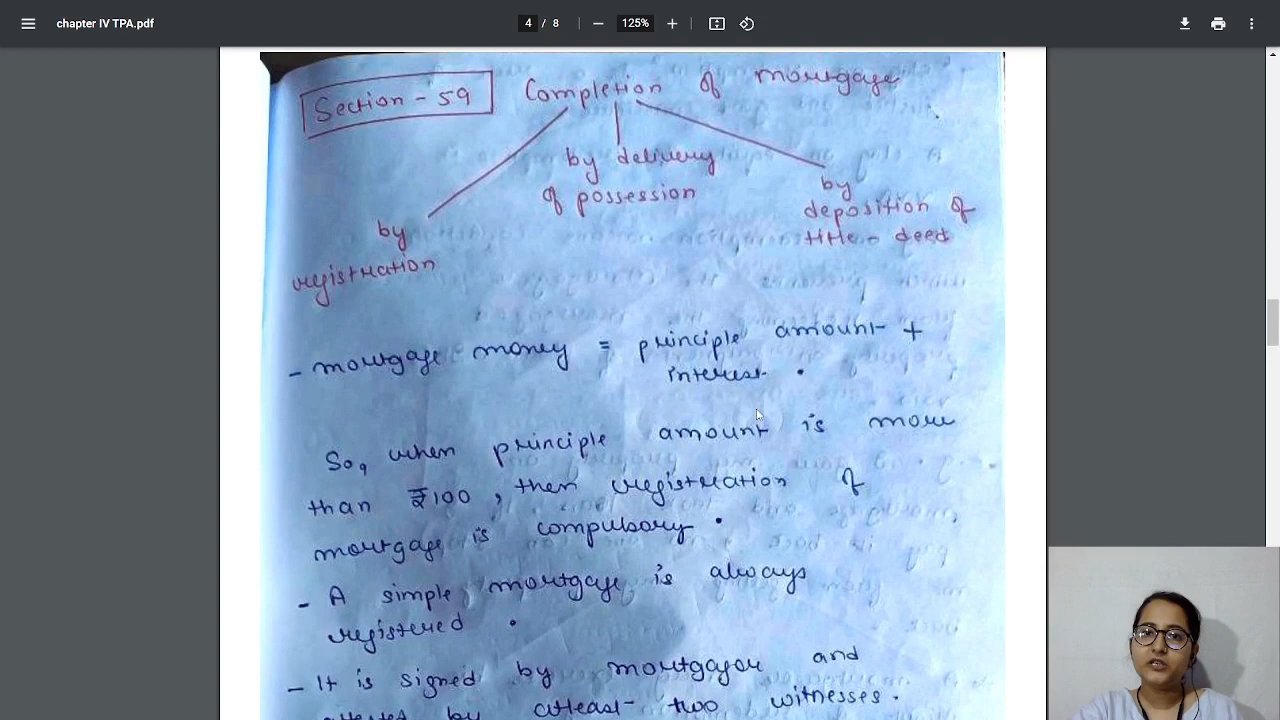 chapter IV TPA.pdf
4 / 8
125%
Section - 59
Completion of mortgage
by registration
by delivery
of possession
by
deposition of
title - deed
- mortgage money = principle amount +
interest.
So, when principle amount is more
than ₹100, then registration of
mortgage is compulsory.
- A simple mortgage is always
registered.
- It is signed by mortgagor and
attested by atleast two witnesses.